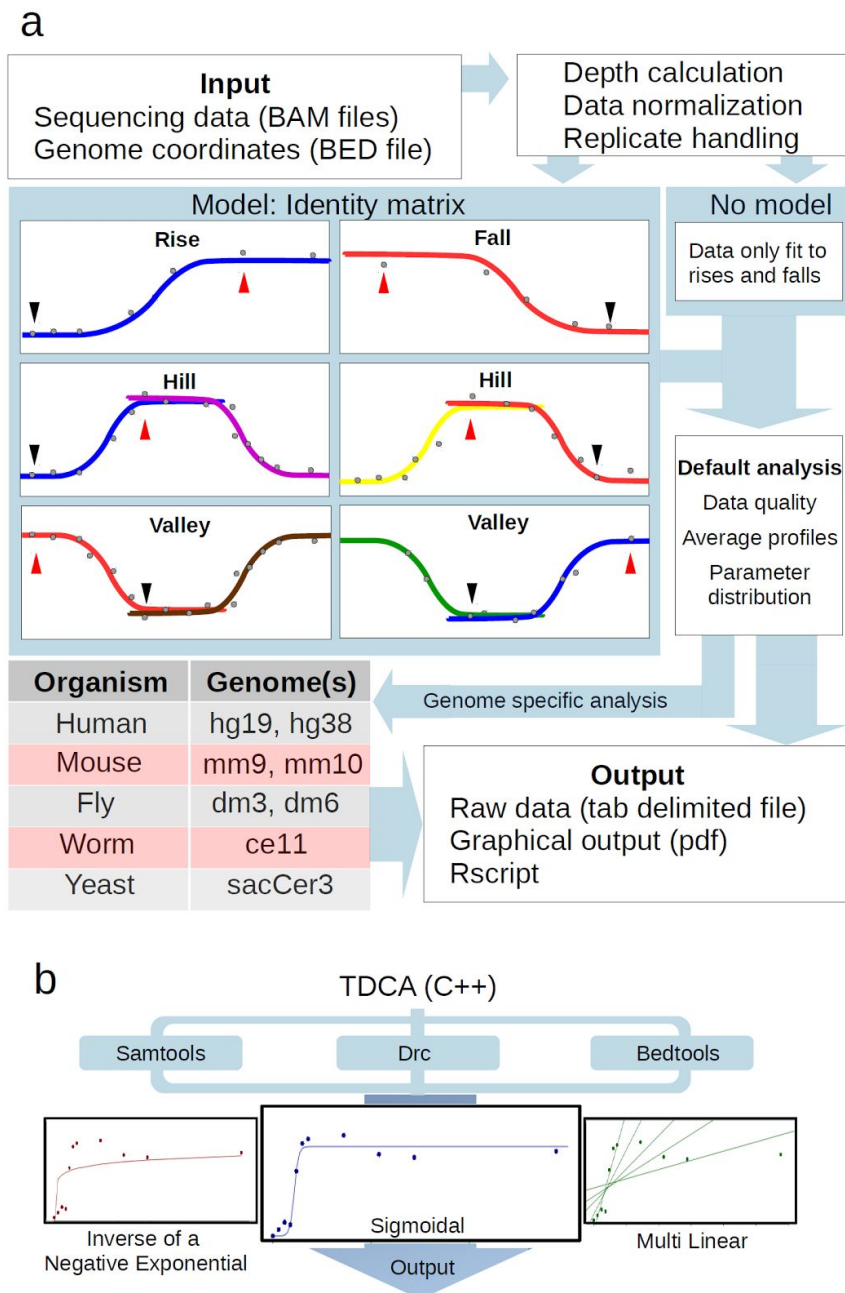 a
Input
Sequencing data (BAM files)
Genome coordinates (BED file)
Depth calculation
Data normalization
Replicate handling
Model: Identity matrix
Rise
Fall
Hill
Hill
Valley
Valley
No model
Data only fit to
rises and falls
Default analysis
Data quality
Average profiles
Parameter
distribution
Genome specific analysis
Organism Genome(s)
Human hg19, hg38
Mouse mm9, mm10
Fly dm3, dm6
Worm ce11
Yeast sacCer3
Output
Raw data (tab delimited file)
Graphical output (pdf)
Rscript
b
TDCA (C++)
Samtools
Drc
Bedtools
Inverse of a
Negative Exponential
Sigmoidal
Multi Linear
Output